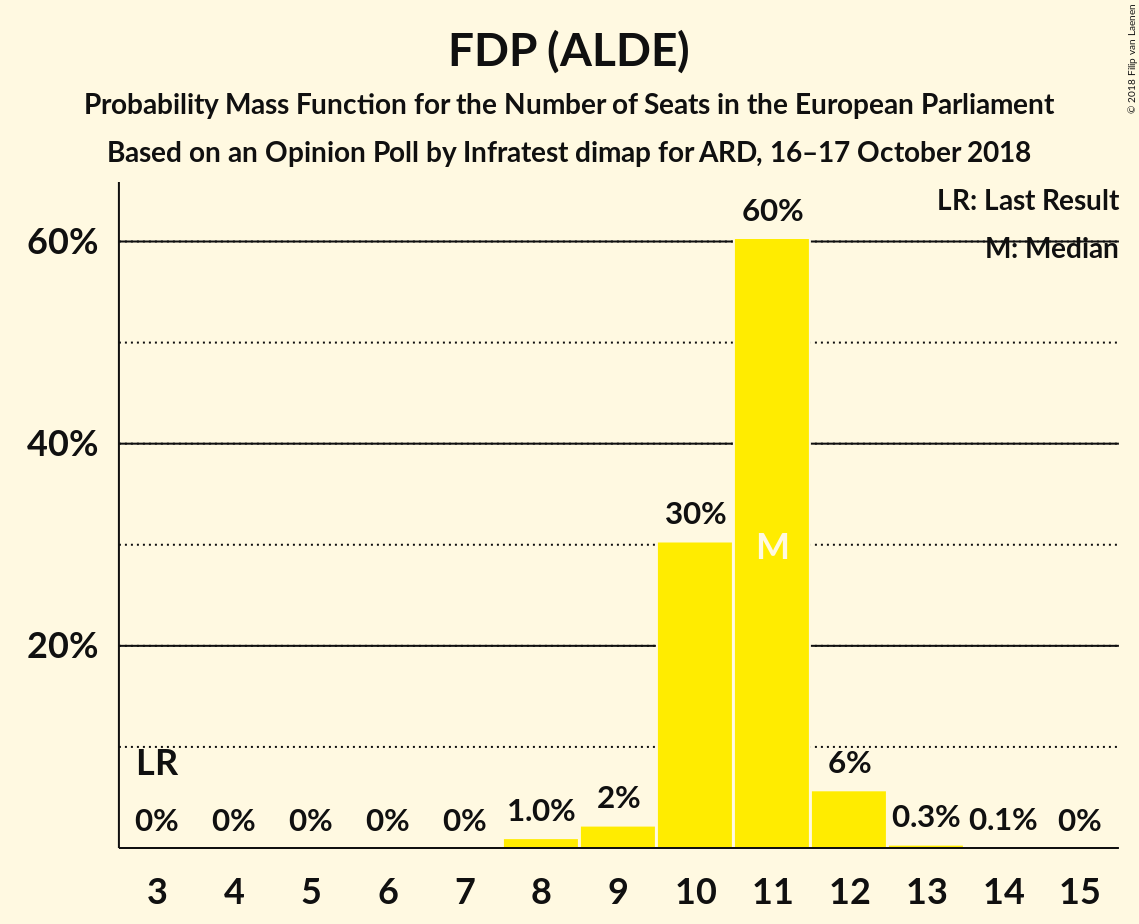 FDP (ALDE)
Probability Mass Function for the Number of Seats in the European Parliament
Based on an Opinion Poll by Infratest dimap for ARD, 16–17 October 2018
© 2018 Filip van Laenen
LR: Last Result
M: Median
60%
40%
20%
LR
0% 0% 0% 0% 0% 1.0% 2% 30% 60% 6% 0.3% 0.1% 0%
M
3 4 5 6 7 8 9 10 11 12 13 14 15